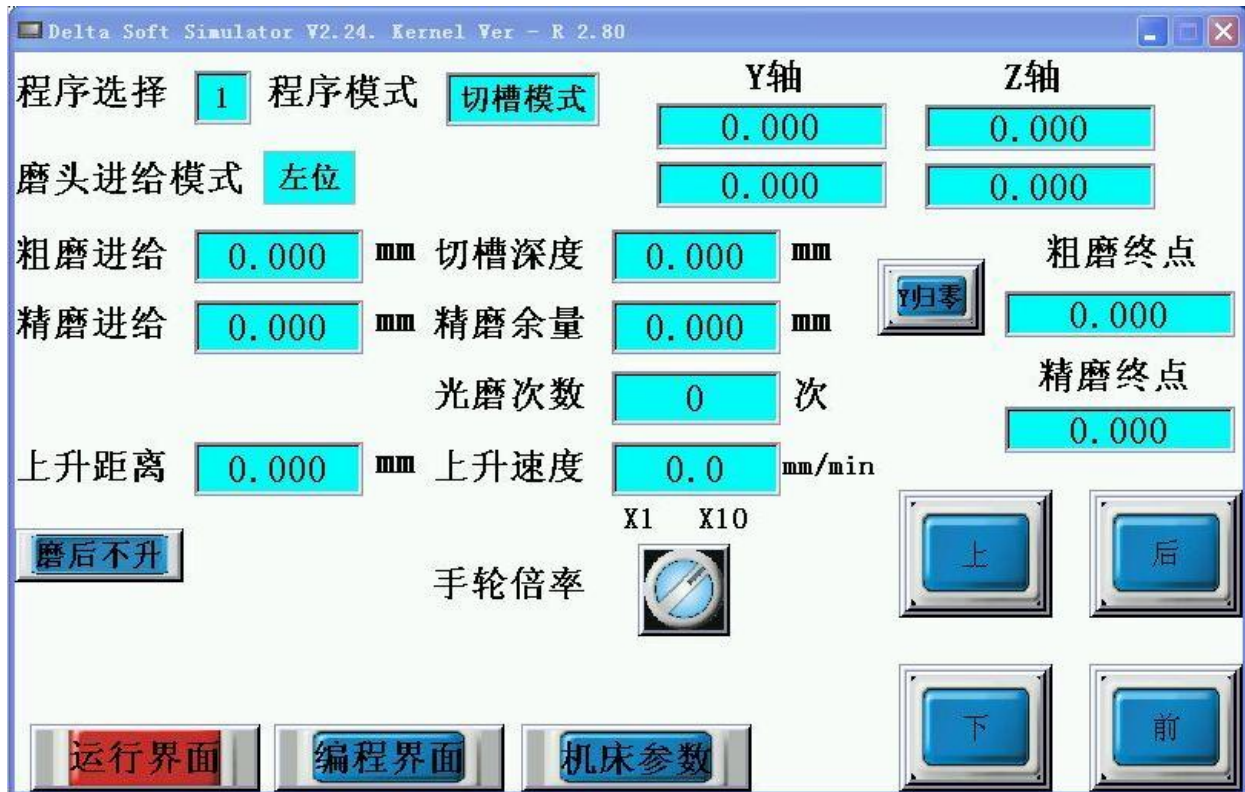 Delta Soft Simulator V2.24. Kernel Ver - R 2.80
程序选择 1 程序模式 切槽模式 Y轴 Z轴
0.000 0.000
磨头进给模式 左位 0.000 0.000
粗磨进给 0.000 mm 切槽深度 0.000 mm Y归零 粗磨终点
0.000
精磨进给 0.000 mm 精磨余量 0.000 mm
光磨次数 0 次 精磨终点
0.000
上升距离 0.000 mm 上升速度 0.0 mm/min
X1 X10
磨后不升 手轮倍率 上 后
下 前
运行界面 编程界面 机床参数